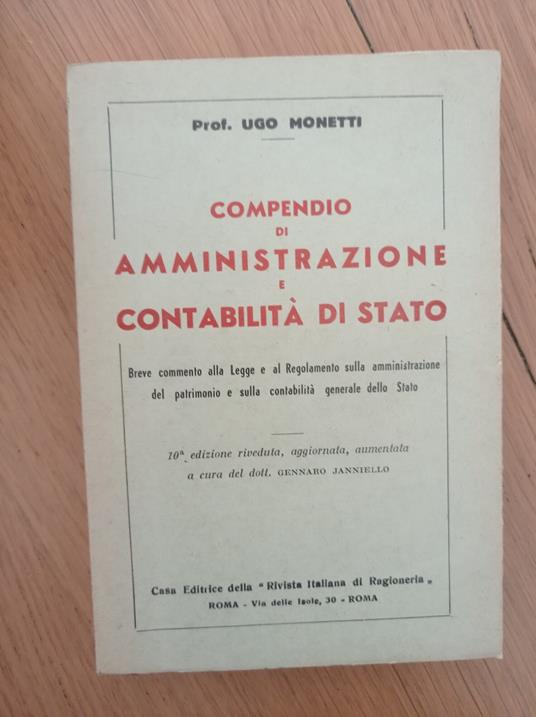 Prof. UGO MONETTI
COMPENDIO
DI
AMMINISTRAZIONE
E
CONTABILITÀ DI STATO
Breve commento alla Legge e al Regolamento sulla amministrazione
del patrimonio e sulla contabilità generale dello Stato
10ª edizione riveduta, aggiornata, aumentata
a cura del dott. GENNARO JANNIELLO
Casa Editrice della "Rivista Italiana di Ragioneria„
ROMA - Via delle Isole, 30 - ROMA